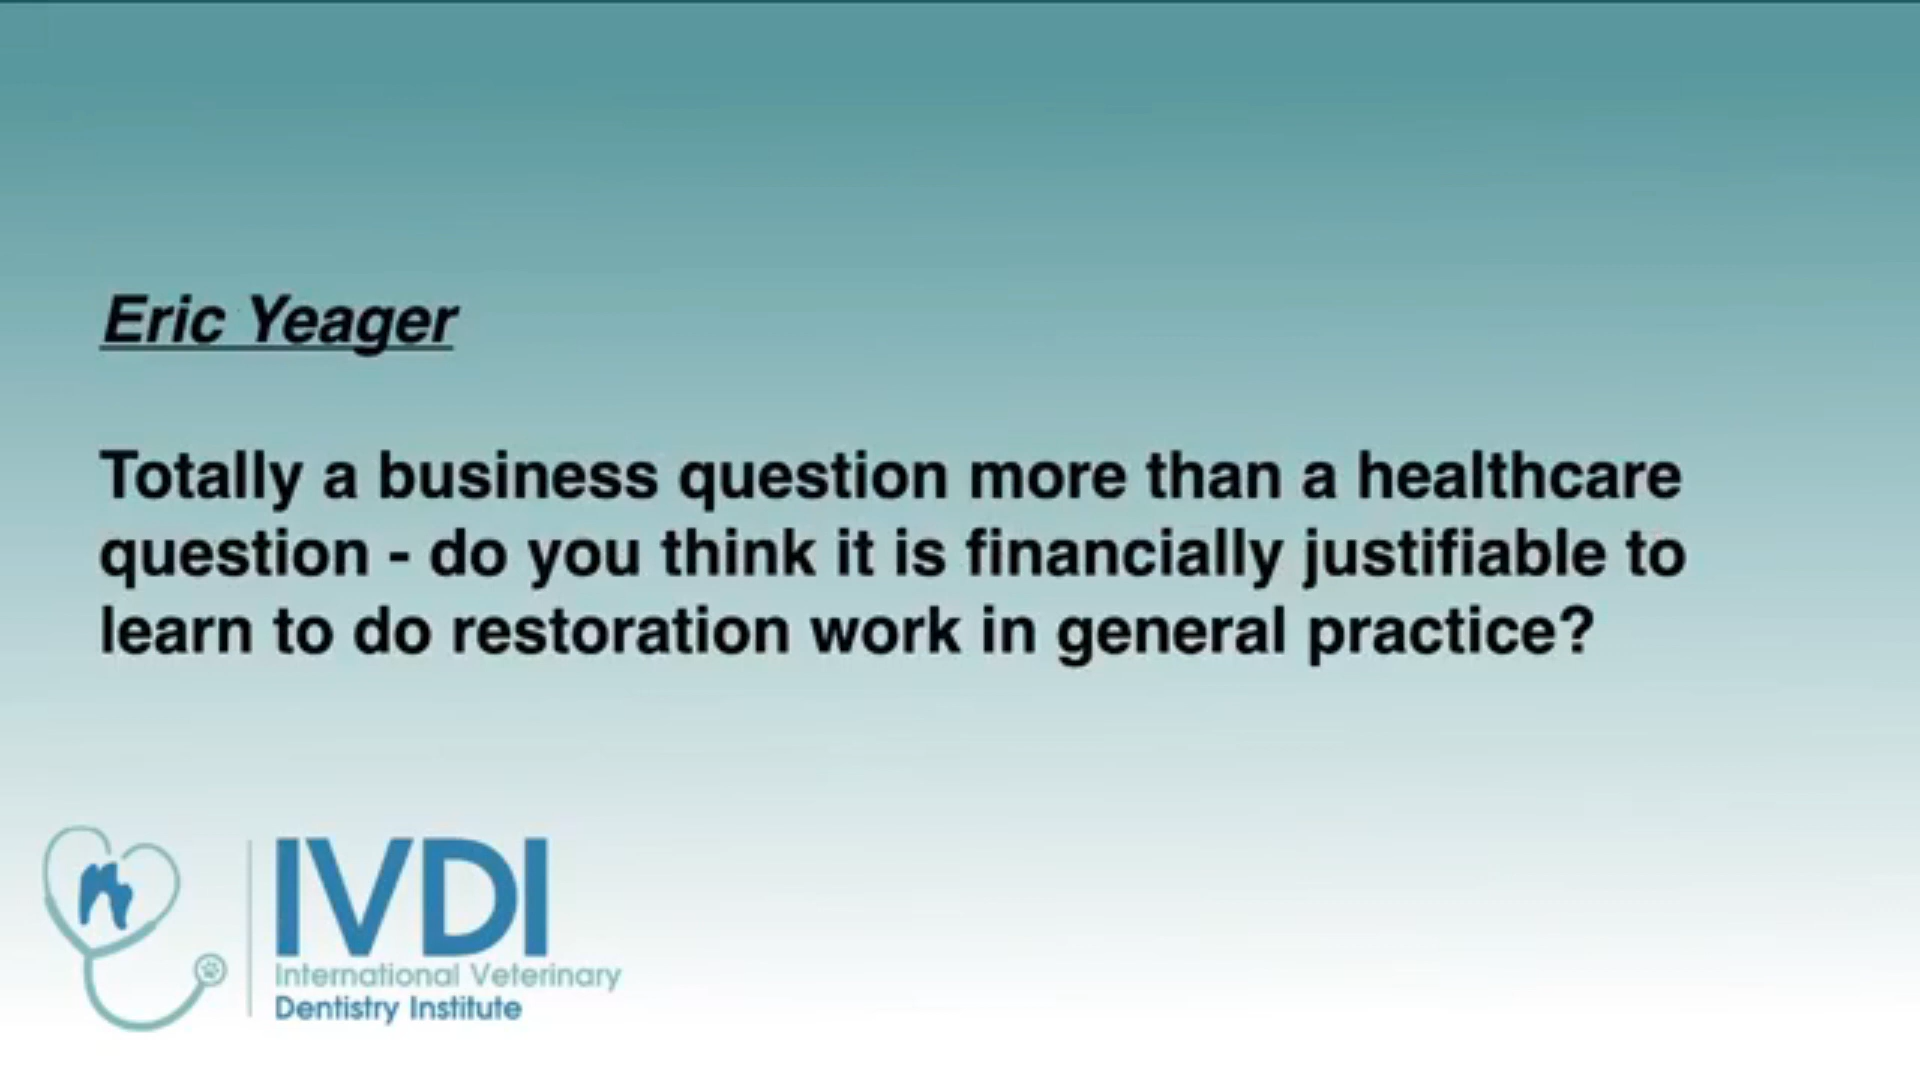 Eric Yeager
Totally a business question more than a healthcare
question - do you think it is financially justifiable to
learn to do restoration work in general practice?
IVDI
International Veterinary
Dentistry Institute